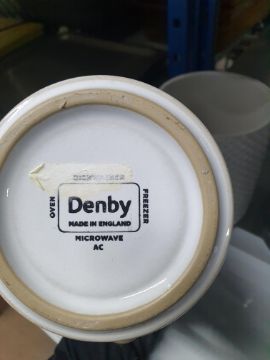 DISHWASHER
OVEN
Denby
MADE IN ENGLAND
FREEZER
MICROWAVE
AC